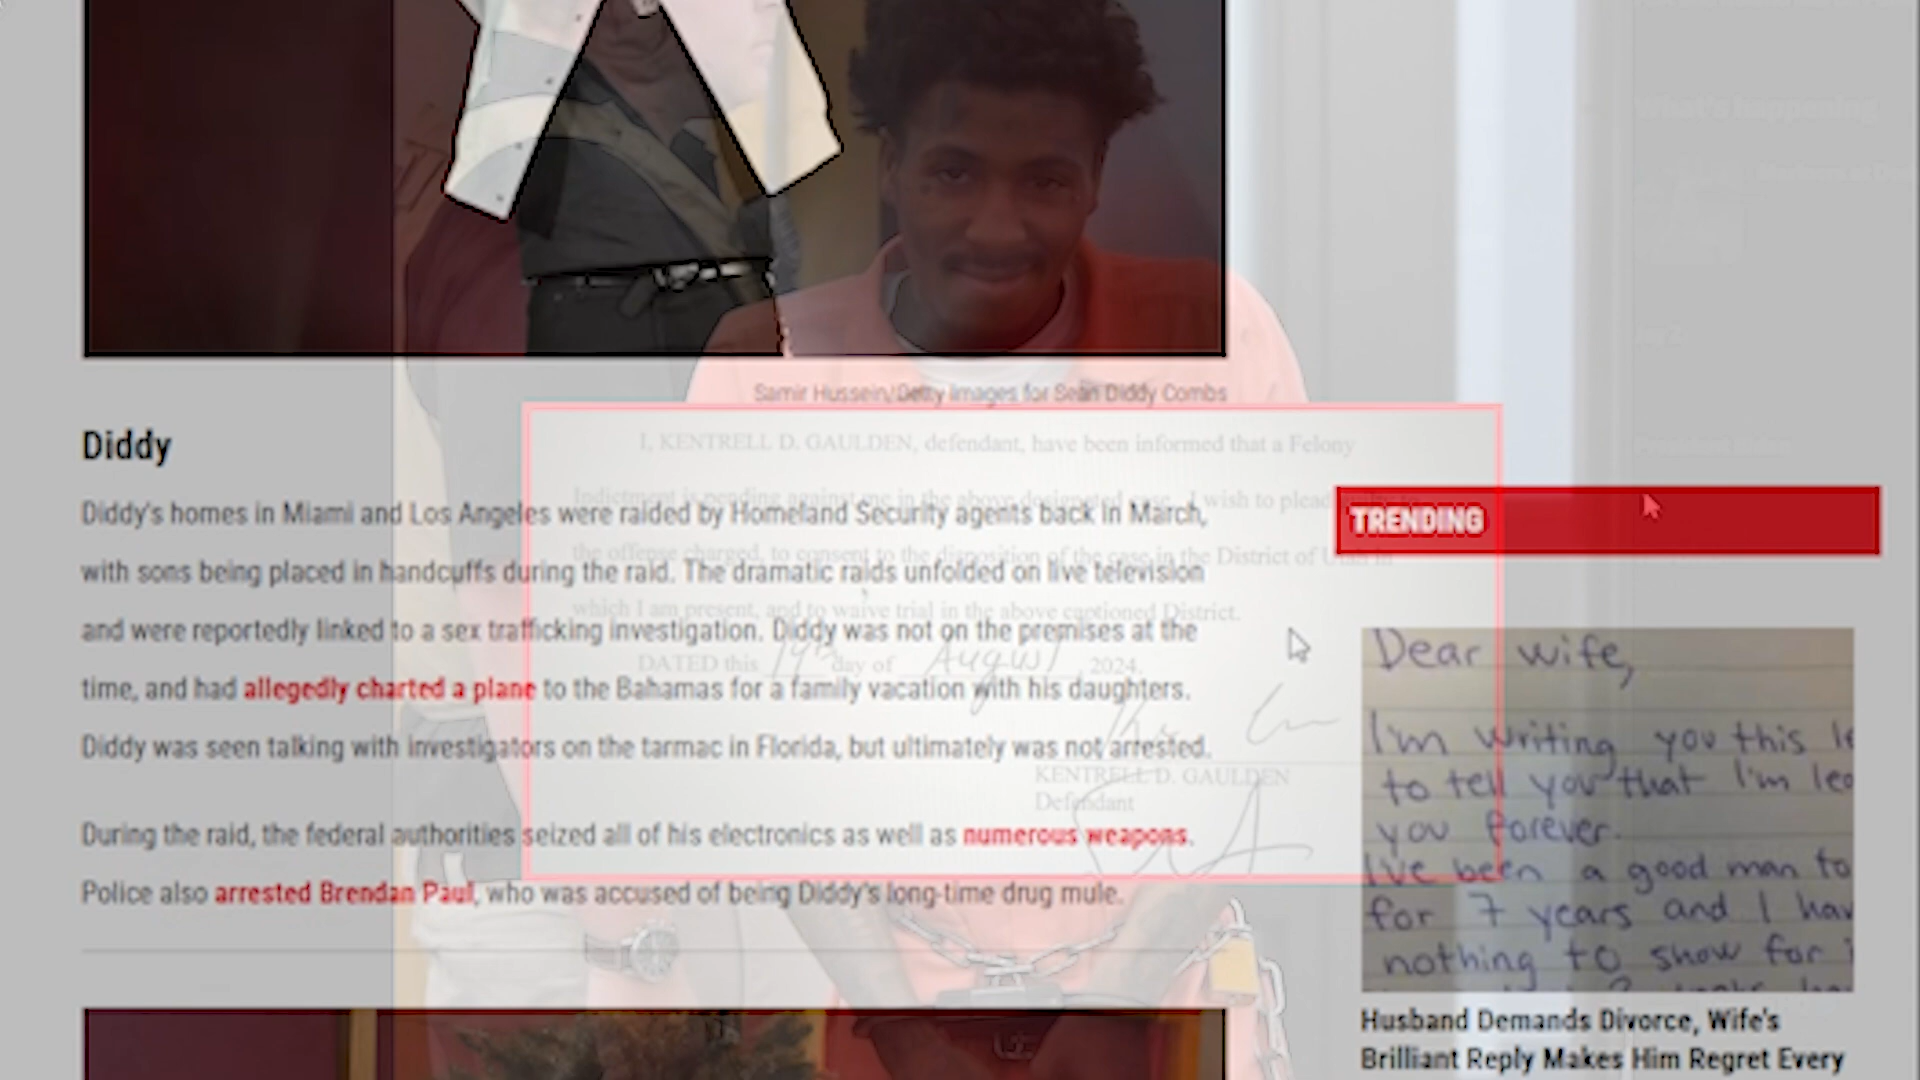 What's happening
Samir Hussein/Getty Images for Sean Diddy Combs
Diddy
I, KENTRELL D. GAULDEN, defendant, have been informed that a Felony
Indictment is pending against me in the above designated case. I wish to plead guilty to
the offense charged, to consent to the disposition of the case in the District of Utah in
which I am present, and to waive trial in the above captioned District.
DATED this 19th day of August, 2024.
KENTRELL D. GAULDEN
Defendant
Diddy's homes in Miami and Los Angeles were raided by Homeland Security agents back in March,
with sons being placed in handcuffs during the raid. The dramatic raids unfolded on live television
and were reportedly linked to a sex trafficking investigation. Diddy was not on the premises at the
time, and had allegedly charted a plane to the Bahamas for a family vacation with his daughters.
Diddy was seen talking with investigators on the tarmac in Florida, but ultimately was not arrested.
During the raid, the federal authorities seized all of his electronics as well as numerous weapons.
Police also arrested Brendan Paul, who was accused of being Diddy's long-time drug mule.
TRENDING
Dear wife,
I'm writing you this le
to tell you that I'm lea
you forever.
I've been a good man to
for 7 years and I hav
nothing to show for i
Husband Demands Divorce, Wife's
Brilliant Reply Makes Him Regret Every